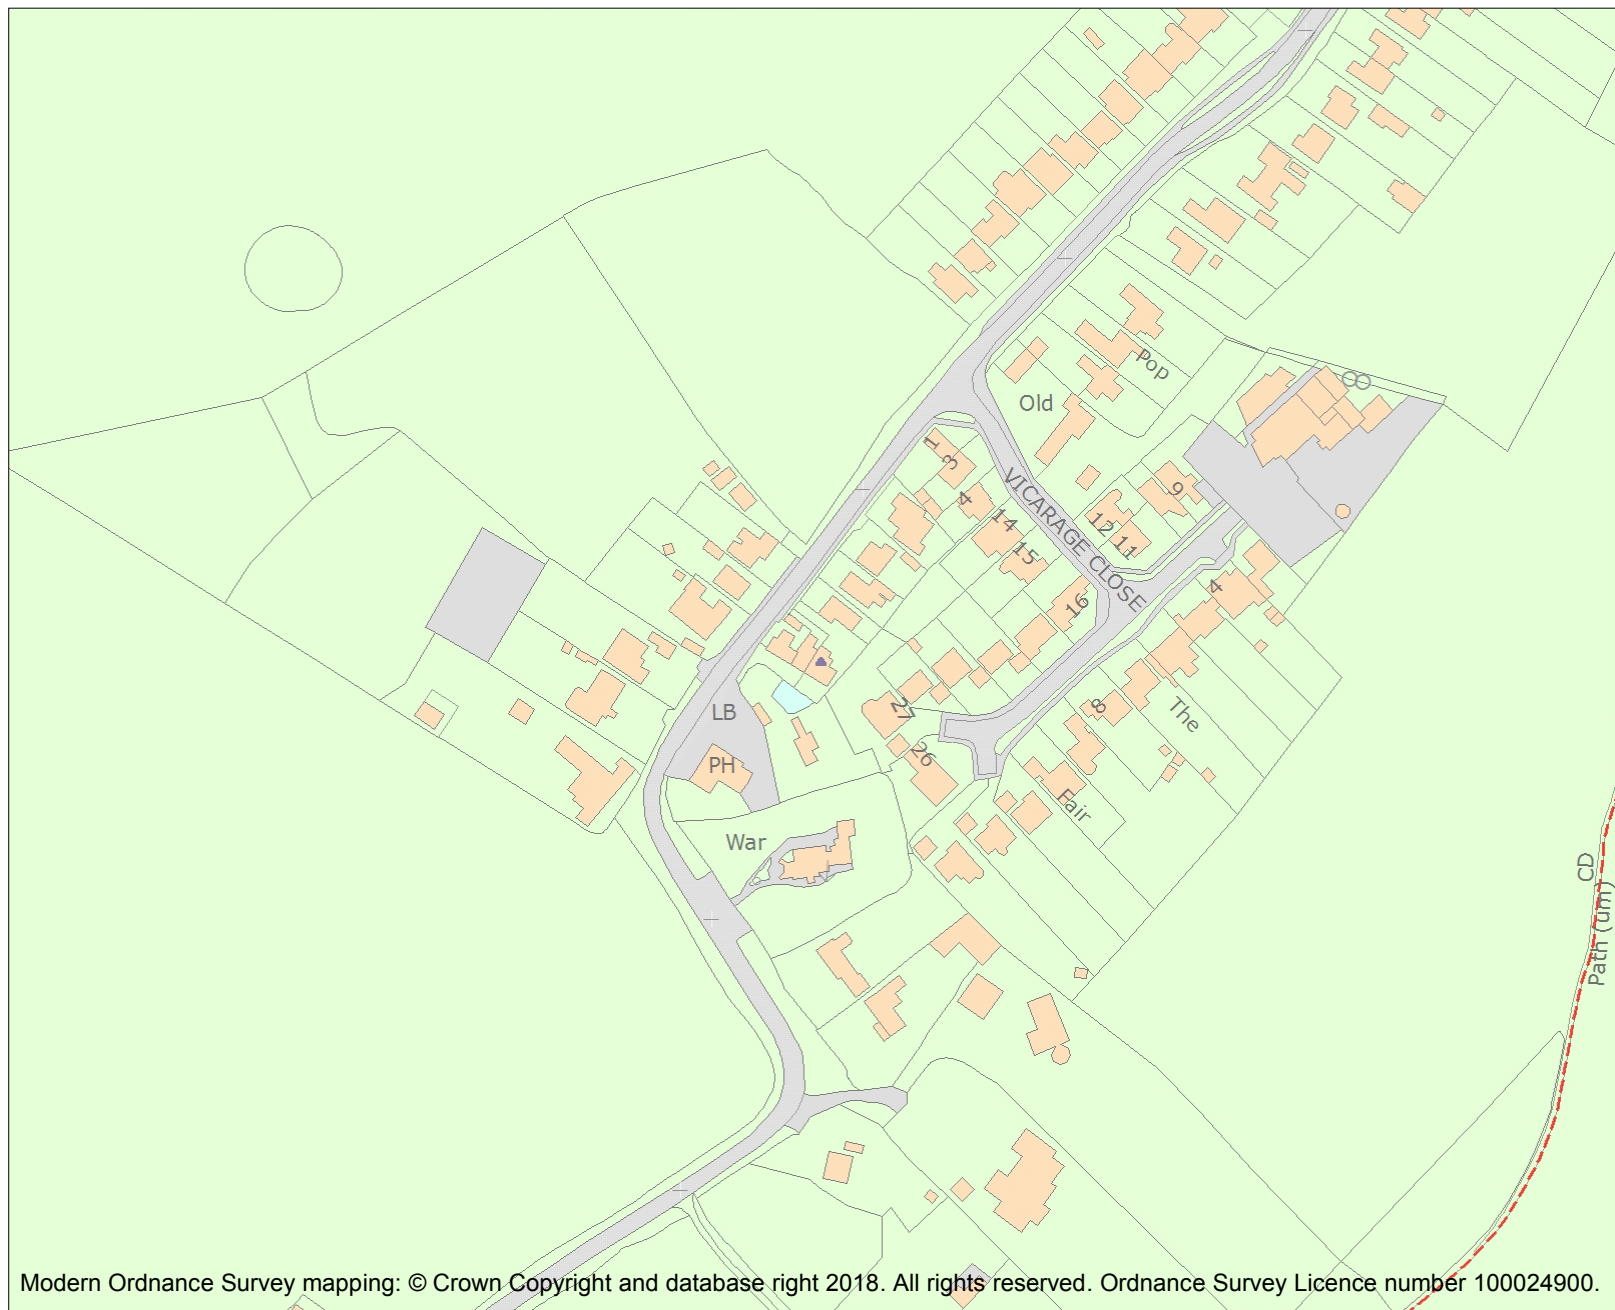 Pop
Old
1
3
4
9
14
12
11
15
VICARAGE CLOSE
16
4
27
8
The
LB
26
PH
Fair
War
CD
Path (um)
Modern Ordnance Survey mapping: © Crown Copyright and database right 2018. All rights reserved. Ordnance Survey Licence number 100024900.